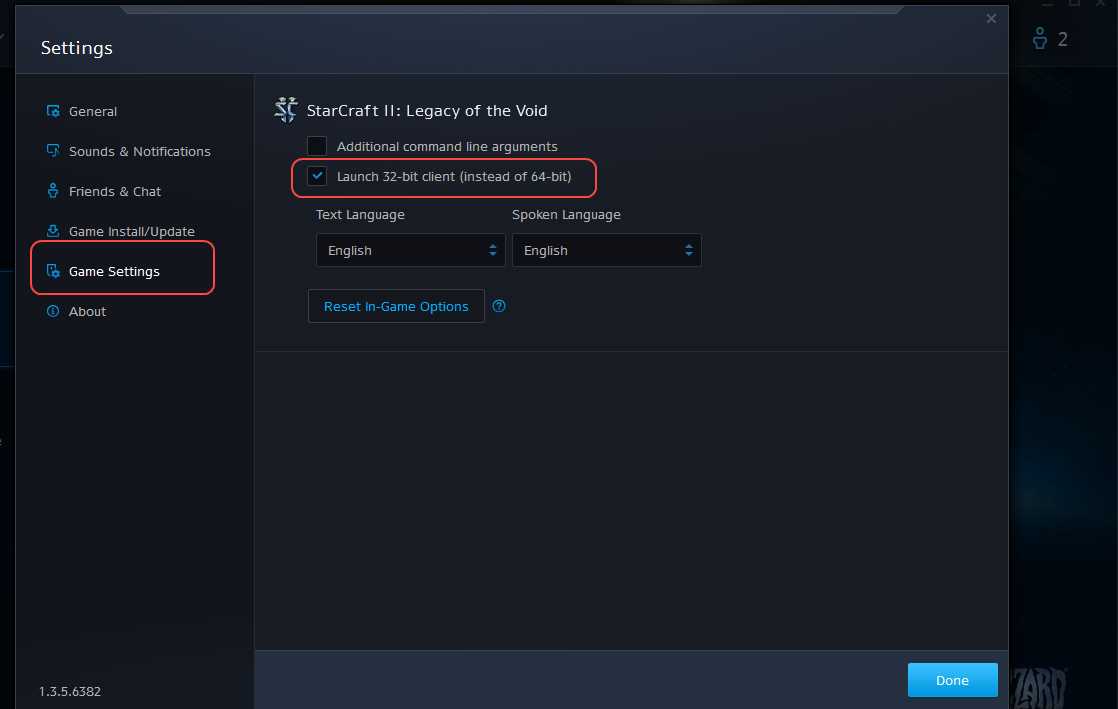 Settings
2
General
Sounds & Notifications
Friends & Chat
Game Install/Update
Game Settings
About
1.3.5.6382
StarCraft II: Legacy of the Void
Additional command line arguments
Launch 32-bit client (instead of 64-bit)
Text Language
Spoken Language
English
English
Reset In-Game Options
Done